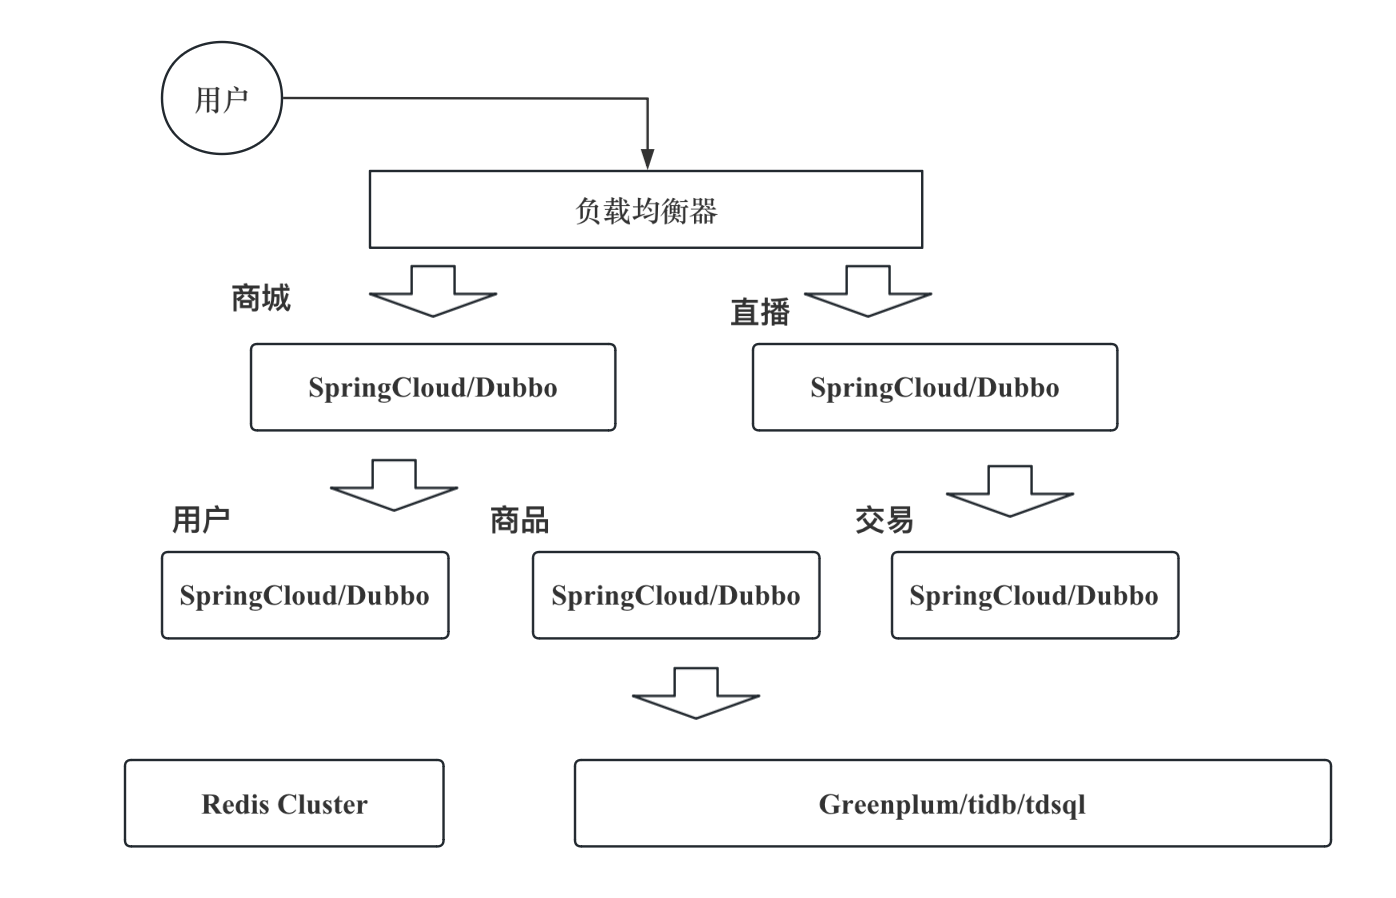 用户
负载均衡器
商城
直播
SpringCloud/Dubbo
SpringCloud/Dubbo
用户
商品
交易
SpringCloud/Dubbo
SpringCloud/Dubbo
SpringCloud/Dubbo
Redis Cluster
Greenplum/tidb/tdsql